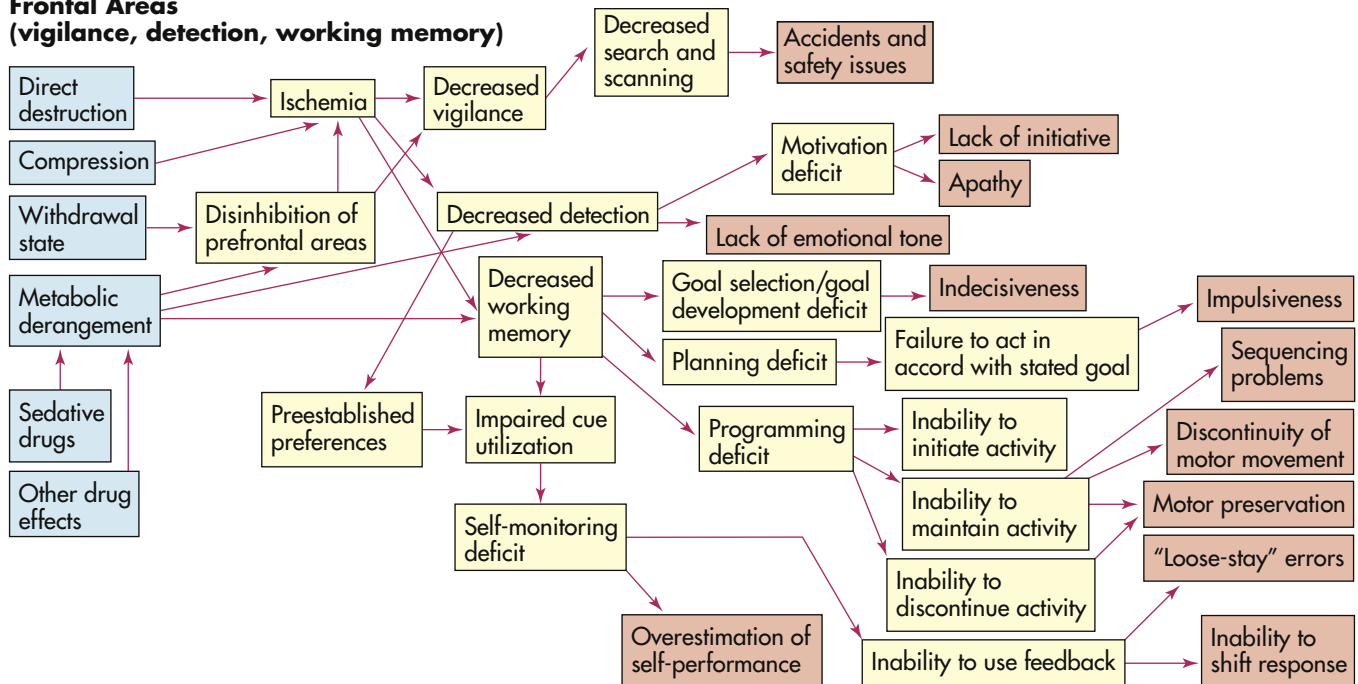 Frontal Areas
(vigilance, detection, working memory)
Direct
destruction
Compression
Withdrawal
state
Metabolic
derangement
Sedative
drugs
Other drug
effects
Ischemia
Disinhibition of
prefrontal areas
Decreased
vigilance
Decreased
search and
scanning
Accidents and
safety issues
Decreased detection
Motivation
deficit
Lack of initiative
Apathy
Lack of emotional tone
Decreased
working
memory
Goal selection/goal
development deficit
Indecisiveness
Planning deficit
Failure to act in
accord with stated goal
Impulsiveness
Preestablished
preferences
Impaired cue
utilization
Programming
deficit
Inability to
initiate activity
Inability to
maintain activity
Inability to
discontinue activity
Sequencing
problems
Discontinuity of
motor movement
Motor preservation
Self-monitoring
deficit
Overestimation of
self-performance
Inability to use feedback
"Loose-stay" errors
Inability to
shift response